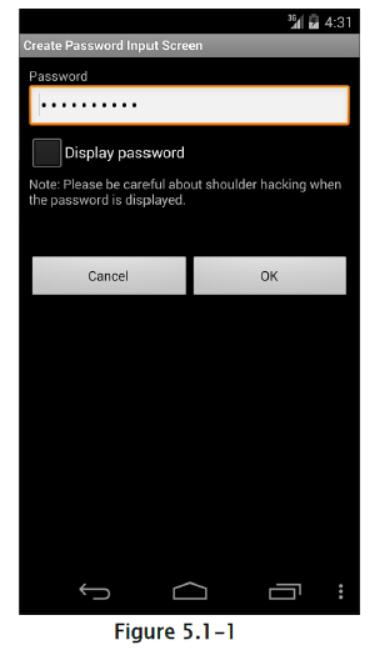 3G 4:31
Create Password Input Screen
Password
••••••••••
Display password
Note: Please be careful about shoulder hacking when
the password is displayed.
Cancel OK
Figure 5.1-1